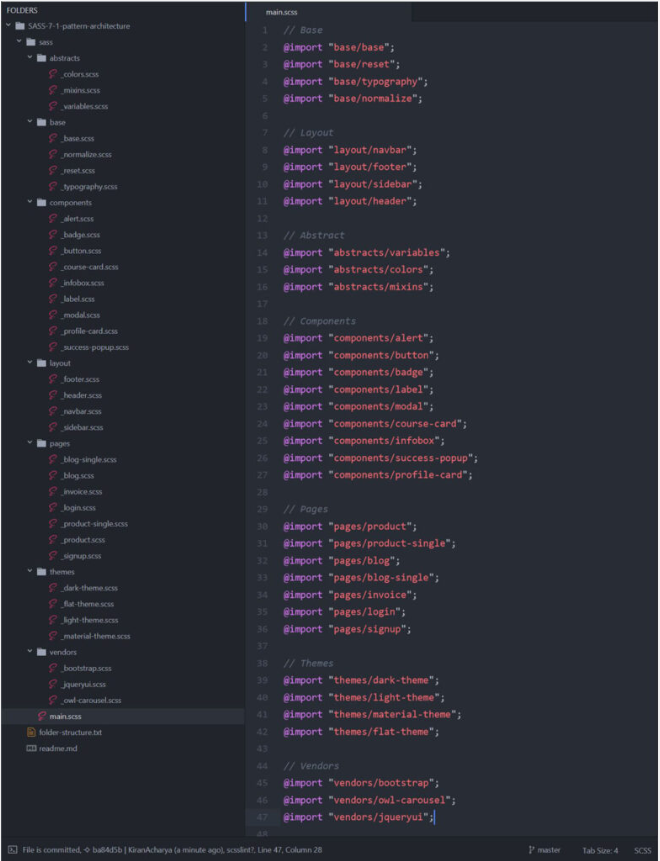 FOLDERS
SASS-7-1-pattern-architecture
sass
abstracts
_colors.scss
_mixins.scss
_variables.scss
base
_base.scss
_normalize.scss
_reset.scss
_typography.scss
components
_alert.scss
_badge.scss
_button.scss
_course-card.scss
_infobox.scss
_label.scss
_modal.scss
_profile-card.scss
_success-popup.scss
layout
_footer.scss
_header.scss
_navbar.scss
_sidebar.scss
pages
_blog-single.scss
_blog.scss
_invoice.scss
_login.scss
_product-single.scss
_product.scss
_signup.scss
themes
_dark-theme.scss
_flat-theme.scss
_light-theme.scss
_material-theme.scss
vendors
_bootstrap.scss
_jqueryui.scss
_owl-carousel.scss
main.scss
folder-structure.txt
readme.md
main.scss
1 // Base
2 @import "base/base";
3 @import "base/reset";
4 @import "base/typography";
5 @import "base/normalize";
6
7 // Layout
8 @import "layout/navbar";
9 @import "layout/footer";
10 @import "layout/sidebar";
11 @import "layout/header";
12
13 // Abstract
14 @import "abstracts/variables";
15 @import "abstracts/colors";
16 @import "abstracts/mixins";
17
18 // Components
19 @import "components/alert";
20 @import "components/button";
21 @import "components/badge";
22 @import "components/label";
23 @import "components/modal";
24 @import "components/course-card";
25 @import "components/infobox";
26 @import "components/success-popup";
27 @import "components/profile-card";
28
29 // Pages
30 @import "pages/product";
31 @import "pages/product-single";
32 @import "pages/blog";
33 @import "pages/blog-single";
34 @import "pages/invoice";
35 @import "pages/login";
36 @import "pages/signup";
37
38 // Themes
39 @import "themes/dark-theme";
40 @import "themes/light-theme";
41 @import "themes/material-theme";
42 @import "themes/flat-theme";
43
44 // Vendors
45 @import "vendors/bootstrap";
46 @import "vendors/owl-carousel";
47 @import "vendors/jqueryui";
48
File is committed, ba84d5b | KiranAcharya (a minute ago), scsslint?, Line 47, Column 28
master
Tab Size: 4
SCSS